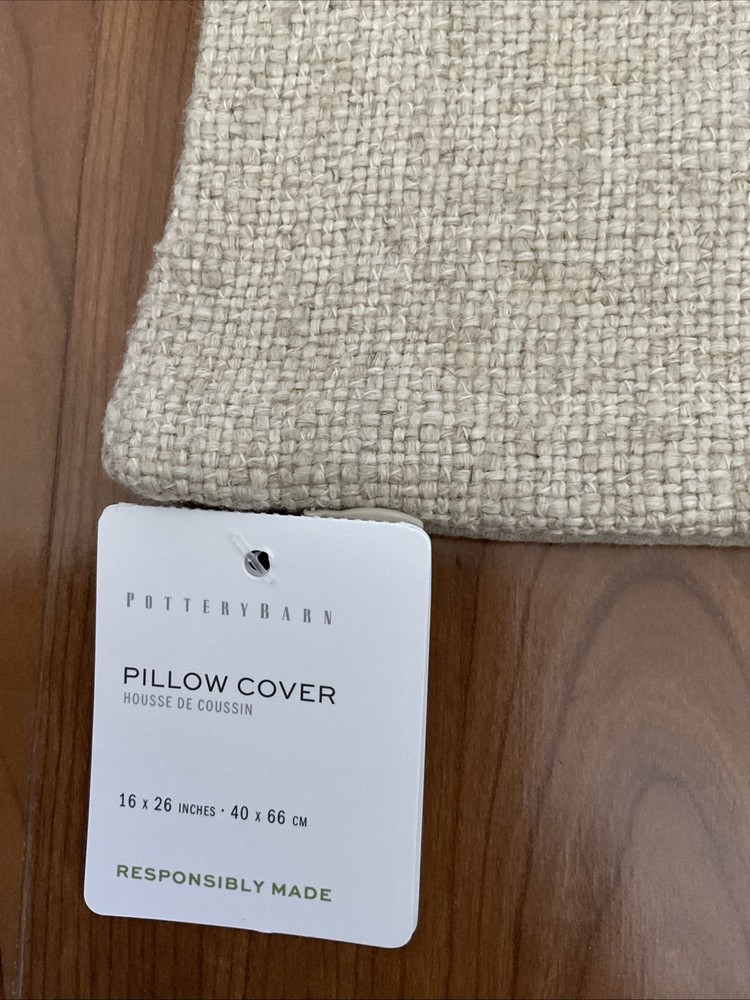 POTTERYBARN
PILLOW COVER
HOUSSE DE COUSSIN
16 x 26 INCHES · 40 x 66 CM
RESPONSIBLY MADE